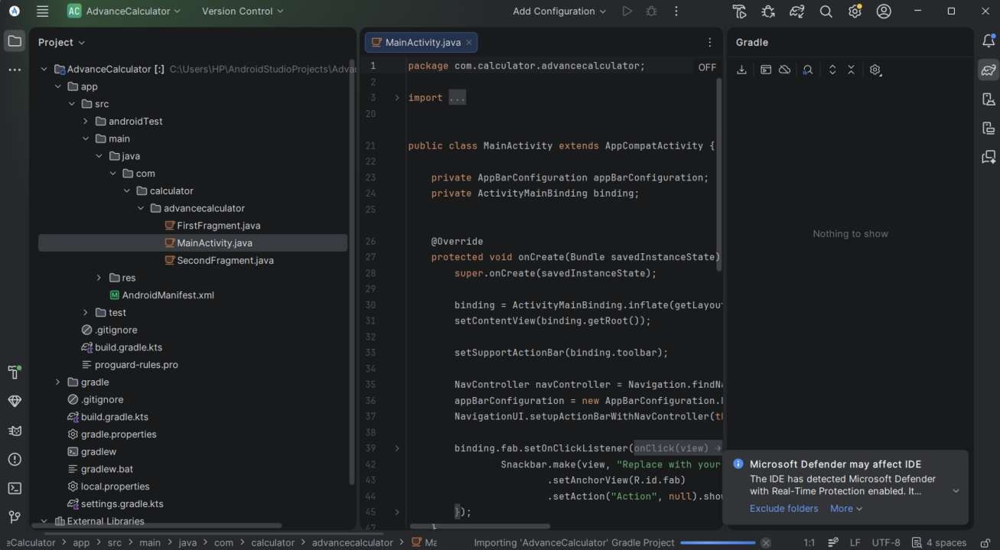 AC AdvanceCalculator Version Control Add Configuration
Project
AdvanceCalculator [:] C:\Users\HP\AndroidStudioProjects\Advan
app
src
androidTest
main
java
com
calculator
advancecalculator
FirstFragment.java
MainActivity.java
SecondFragment.java
res
M AndroidManifest.xml
test
.gitignore
build.gradle.kts
proguard-rules.pro
gradle
.gitignore
build.gradle.kts
gradle.properties
gradlew
gradlew.bat
local.properties
settings.gradle.kts
External Libraries
MainActivity.java
OFF
1 package com.calculator.advancecalculator;
2
3 import ...
20
21 public class MainActivity extends AppCompatActivity {
22
23 private AppBarConfiguration appBarConfiguration;
24 private ActivityMainBinding binding;
25
26 @Override
27 protected void onCreate(Bundle savedInstanceState)
28 super.onCreate(savedInstanceState);
29
30 binding = ActivityMainBinding.inflate(getLayou
31 setContentView(binding.getRoot());
32
33 setSupportActionBar(binding.toolbar);
34
35 NavController navController = Navigation.findN
36 appBarConfiguration = new AppBarConfiguration.
37 NavigationUI.setupActionBarWithNavController(t
38
39 binding.fab.setOnClickListener(onClick(view) →
42 Snackbar.make(view, "Replace with your
43 .setAnchorView(R.id.fab)
44 .setAction("Action", null).sho
45 });
47 }
Gradle
Nothing to show
Microsoft Defender may affect IDE
The IDE has detected Microsoft Defender
with Real-Time Protection enabled. It...
Exclude folders More
eCalculator > app > src > main > java > com > calculator > advancecalculator > Ma
Importing 'AdvanceCalculator' Gradle Project 1:1 LF UTF-8 4 spaces